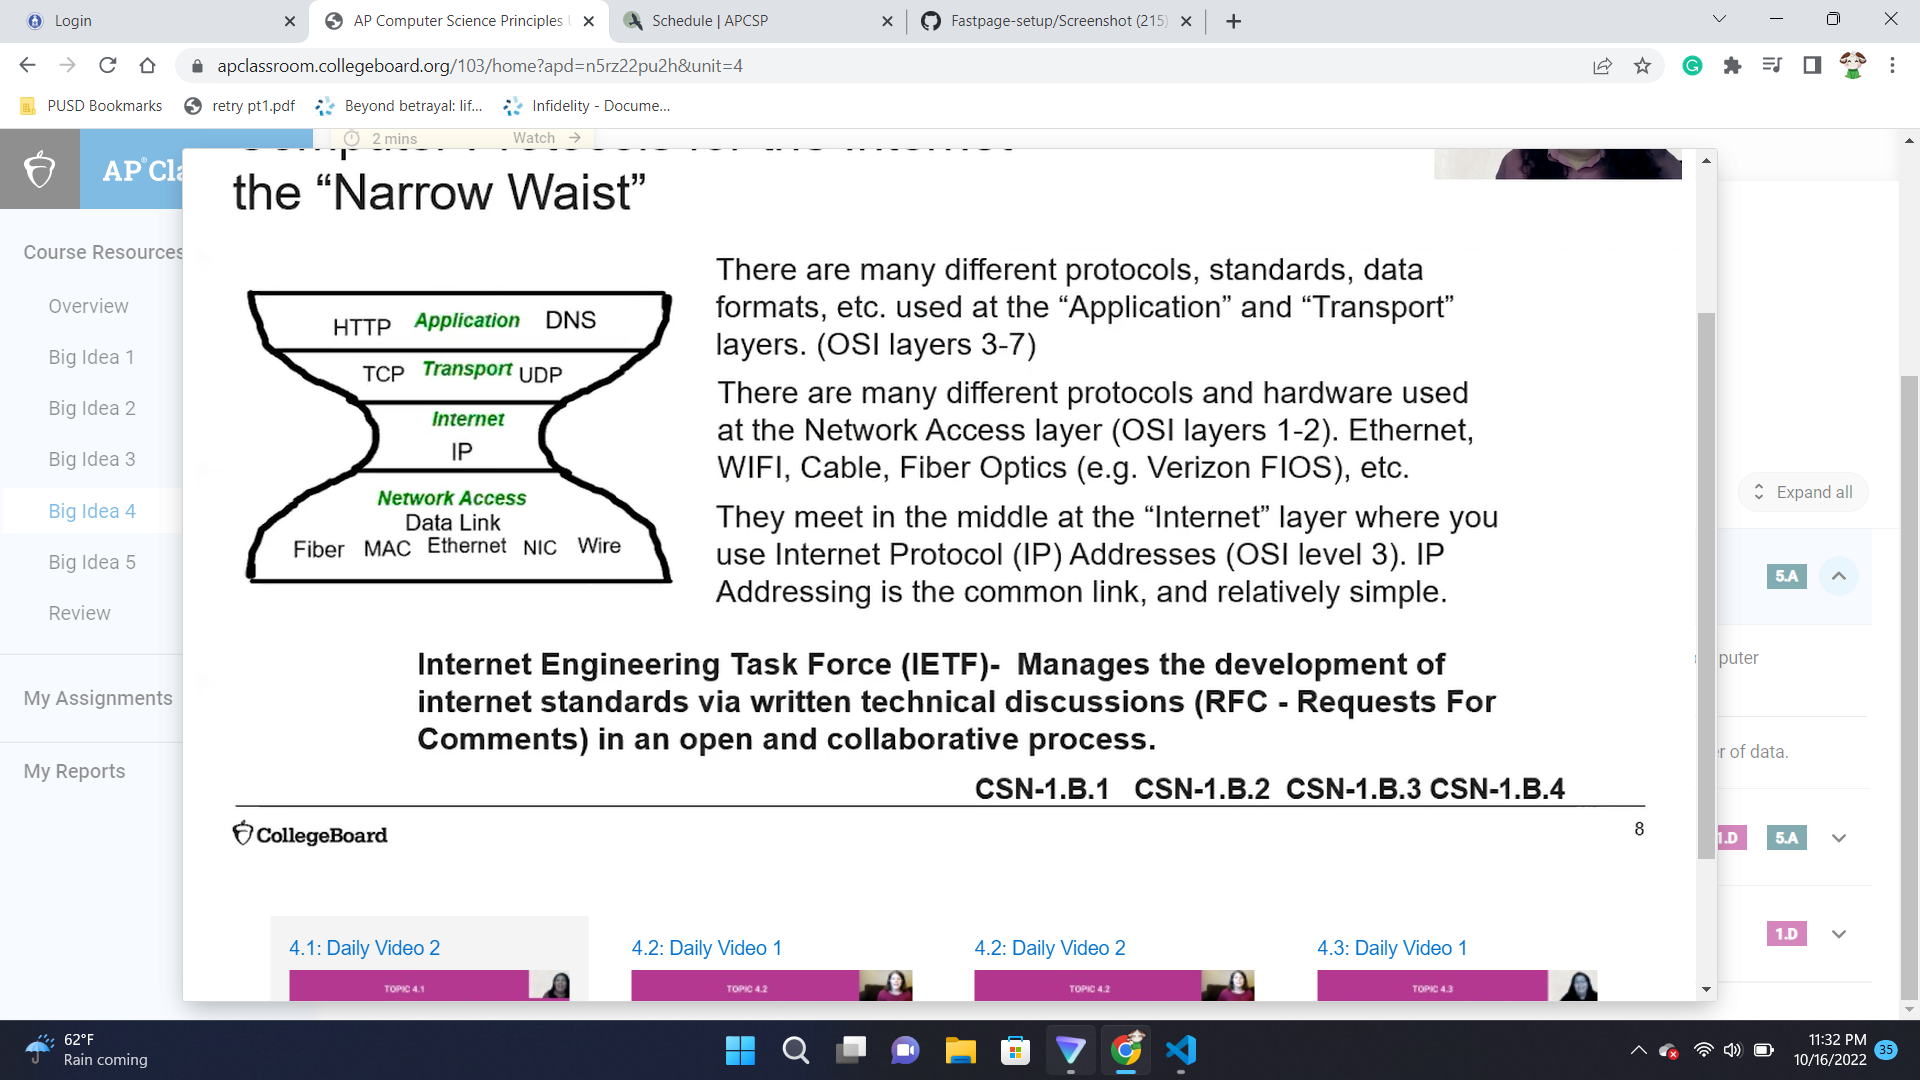 Login
AP Computer Science Principles
Schedule | APCSP
Fastpage-setup/Screenshot (215)
apclassroom.collegeboard.org/103/home?apd=n5rz22pu2h&unit=4
PUSD Bookmarks
retry pt1.pdf
Beyond betrayal: lif...
Infidelity - Docume...
2 mins
Watch
AP® Cla
Computer Protocols for the Internet
the “Narrow Waist”
Course Resources
Overview
Big Idea 1
Big Idea 2
Big Idea 3
Big Idea 4
Big Idea 5
Review
My Assignments
My Reports
HTTP Application DNS
TCP Transport UDP
Internet
IP
Network Access
Data Link
Fiber MAC Ethernet NIC Wire
There are many different protocols, standards, data
formats, etc. used at the “Application” and “Transport”
layers. (OSI layers 3-7)
There are many different protocols and hardware used
at the Network Access layer (OSI layers 1-2). Ethernet,
WIFI, Cable, Fiber Optics (e.g. Verizon FIOS), etc.
They meet in the middle at the “Internet” layer where you
use Internet Protocol (IP) Addresses (OSI level 3). IP
Addressing is the common link, and relatively simple.
Internet Engineering Task Force (IETF)- Manages the development of
internet standards via written technical discussions (RFC - Requests For
Comments) in an open and collaborative process.
CSN-1.B.1 CSN-1.B.2 CSN-1.B.3 CSN-1.B.4
CollegeBoard
8
Expand all
5.A
puter
r of data.
1.D 5.A
1.D
4.1: Daily Video 2
4.2: Daily Video 1
4.2: Daily Video 2
4.3: Daily Video 1
TOPIC 4.1
TOPIC 4.2
TOPIC 4.2
TOPIC 4.3
62°F
Rain coming
11:32 PM
10/16/2022
35